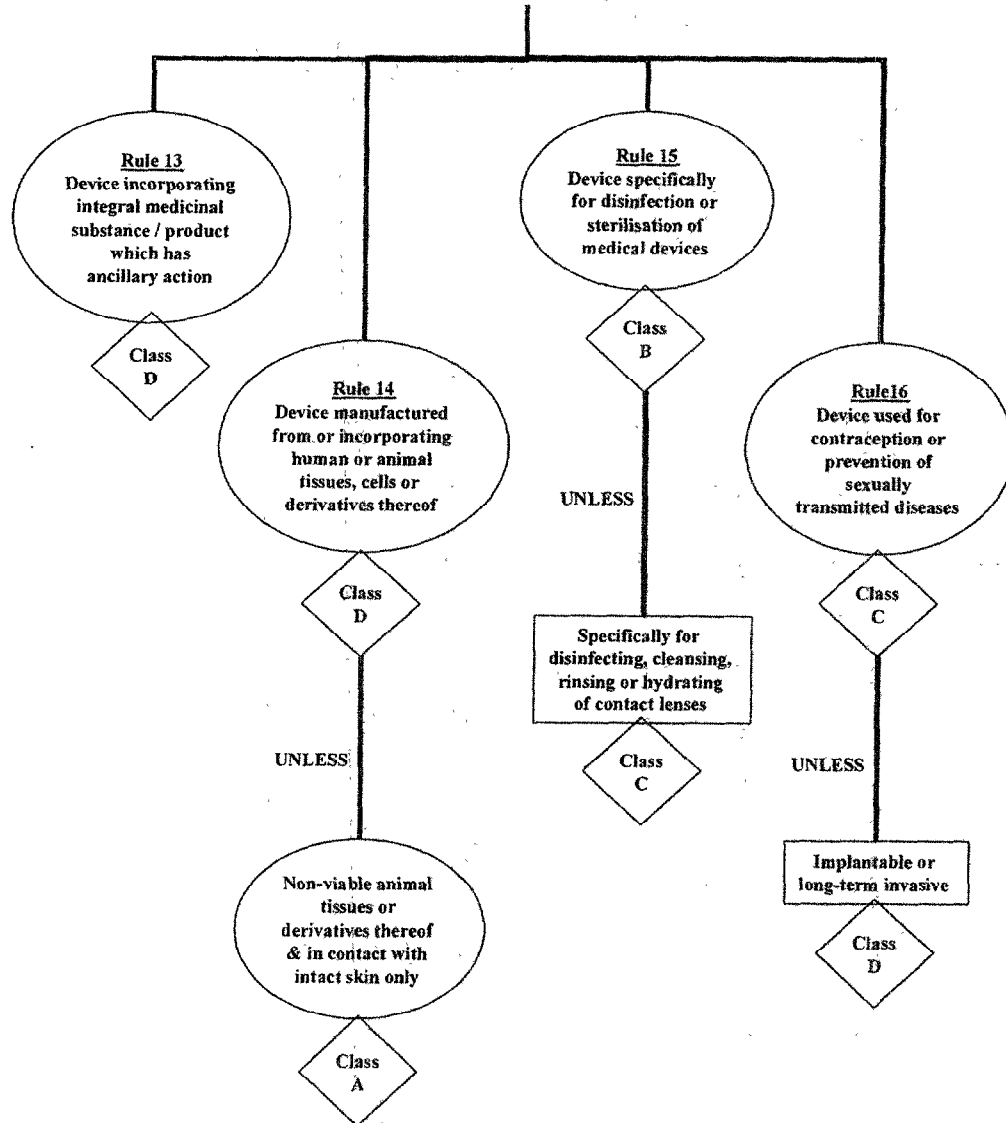 Rule 13
Device incorporating
integral medicinal
substance / product
which has
ancillary action
Class
D
Rule 14
Device manufactured
from or incorporating
human or animal
tissues, cells or
derivatives thereof
Class
D
UNLESS
Non-viable animal
tissues or
derivatives thereof
& in contact with
intact skin only
Class
A
Rule 15
Device specifically
for disinfection or
sterilisation of
medical devices
Class
B
UNLESS
Specifically for
disinfecting, cleansing,
rinsing or hydrating
of contact lenses
Class
C
Rule16
Device used for
contraception or
prevention of
sexually
transmitted diseases
Class
C
UNLESS
Implantable or
long-term invasive
Class
D